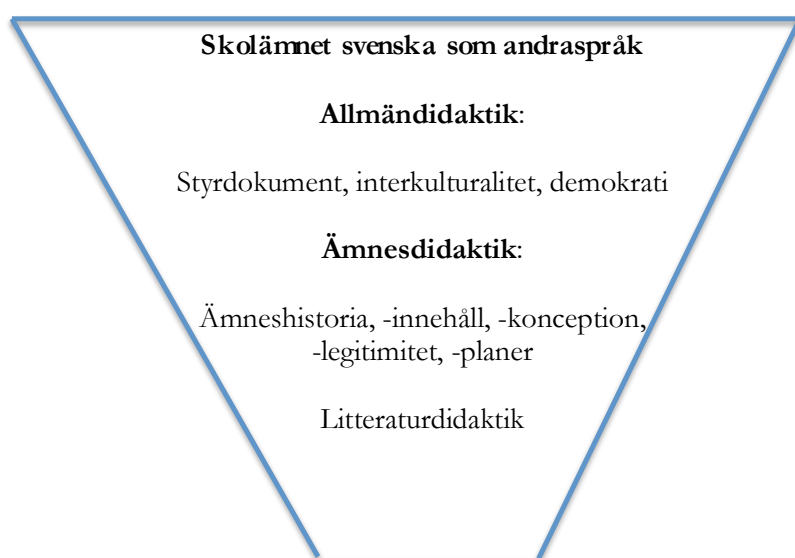 Skolämnet svenska som andraspråk
Allmändidaktik:
Styrdokument, interkulturalitet, demokrati
Ämnesdidaktik:
Ämneshistoria, -innehåll, -konception,
-legitimitet, -planer
Litteraturdidaktik